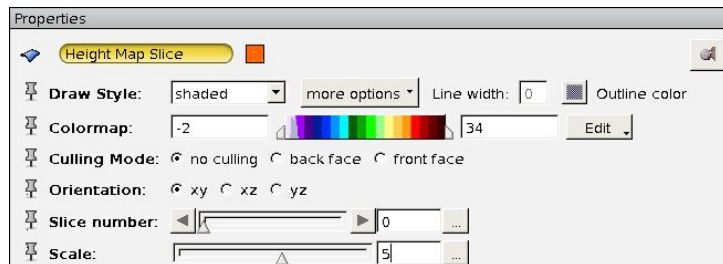 Properties
Height Map Slice
Draw Style: shaded more options Line width: 0 Outline color
Colormap: -2 34 Edit
Culling Mode: no culling back face front face
Orientation: xy xz yz
Slice number: 0 ...
Scale: 5 ...